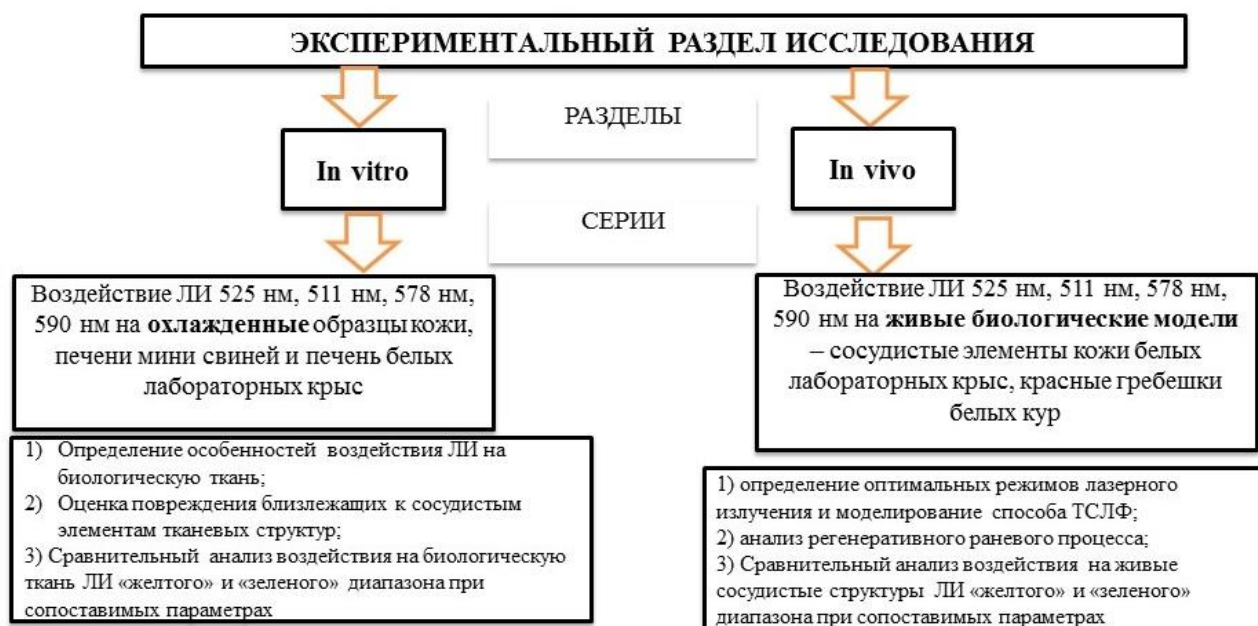 ЭКСПЕРИМЕНТАЛЬНЫЙ РАЗДЕЛ ИССЛЕДОВАНИЯ
РАЗДЕЛЫ
In vitro
In vivo
СЕРИИ
Воздействие ЛИ 525 нм, 511 нм, 578 нм,
590 нм на охлажденные образцы кожи,
печени мини свиней и печень белых
лабораторных крыс
Воздействие ЛИ 525 нм, 511 нм, 578 нм,
590 нм на живые биологические модели
– сосудистые элементы кожи белых
лабораторных крыс, красные гребешки
белых кур
1) Определение особенностей воздействия ЛИ на
биологическую ткань;
2) Оценка повреждения близлежащих к сосудистым
элементам тканевых структур;
3) Сравнительный анализ воздействия на биологическую
ткань ЛИ «желтого» и «зеленого» диапазона при
сопоставимых параметрах
1) определение оптимальных режимов лазерного
излучения и моделирование способа ТСЛФ;
2) анализ регенеративного раневого процесса;
3) Сравнительный анализ воздействия на живые
сосудистые структуры ЛИ «желтого» и «зеленого»
диапазона при сопоставимых параметрах